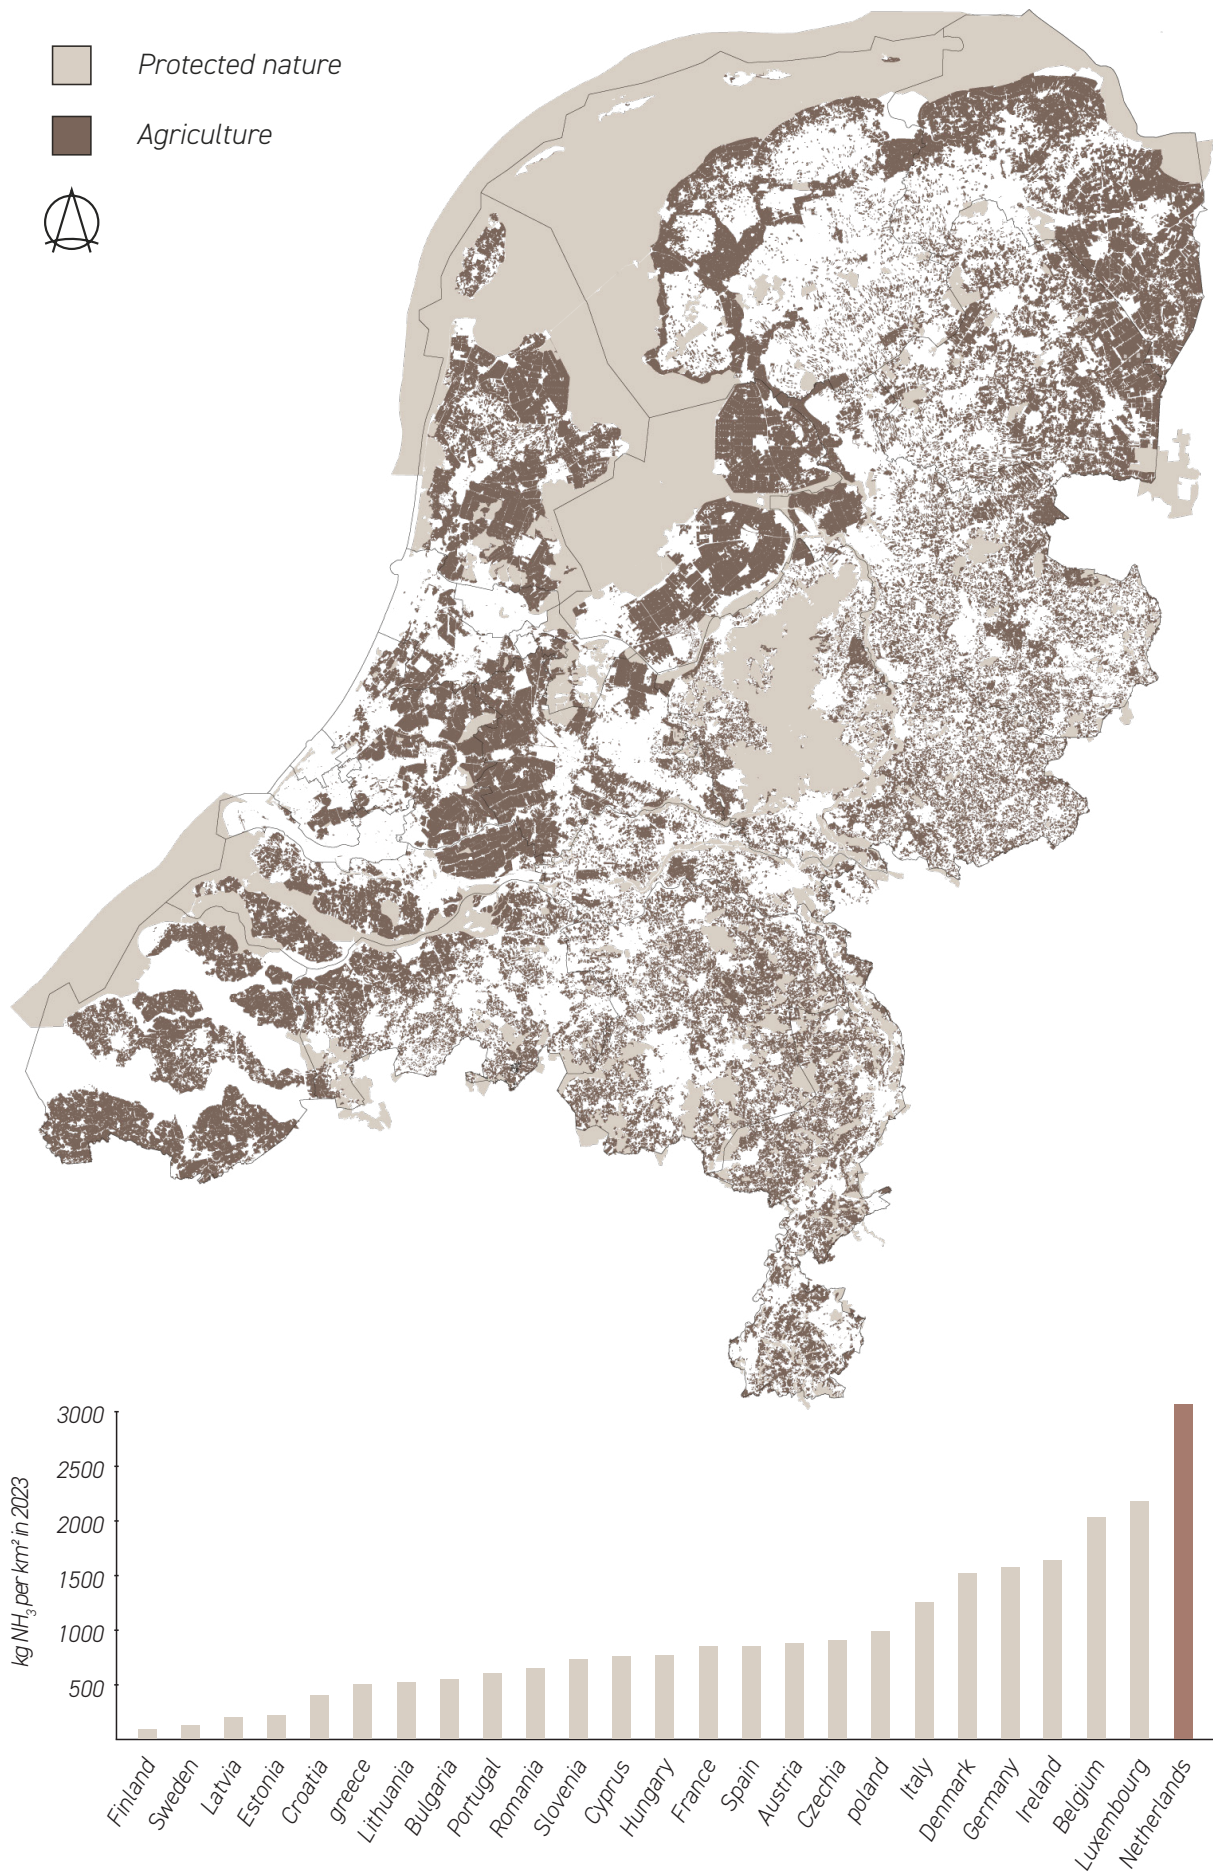 Protected nature
Agriculture
3000
2500
2000
1500
1000
500
kg NH₃ per km² in 2023
Finland
Sweden
Latvia
Estonia
Croatia
greece
Lithuania
Bulgaria
Portugal
Romania
Slovenia
Cyprus
Hungary
France
Spain
Austria
Czechia
poland
Italy
Denmark
Germany
Ireland
Belgium
Luxembourg
Netherlands